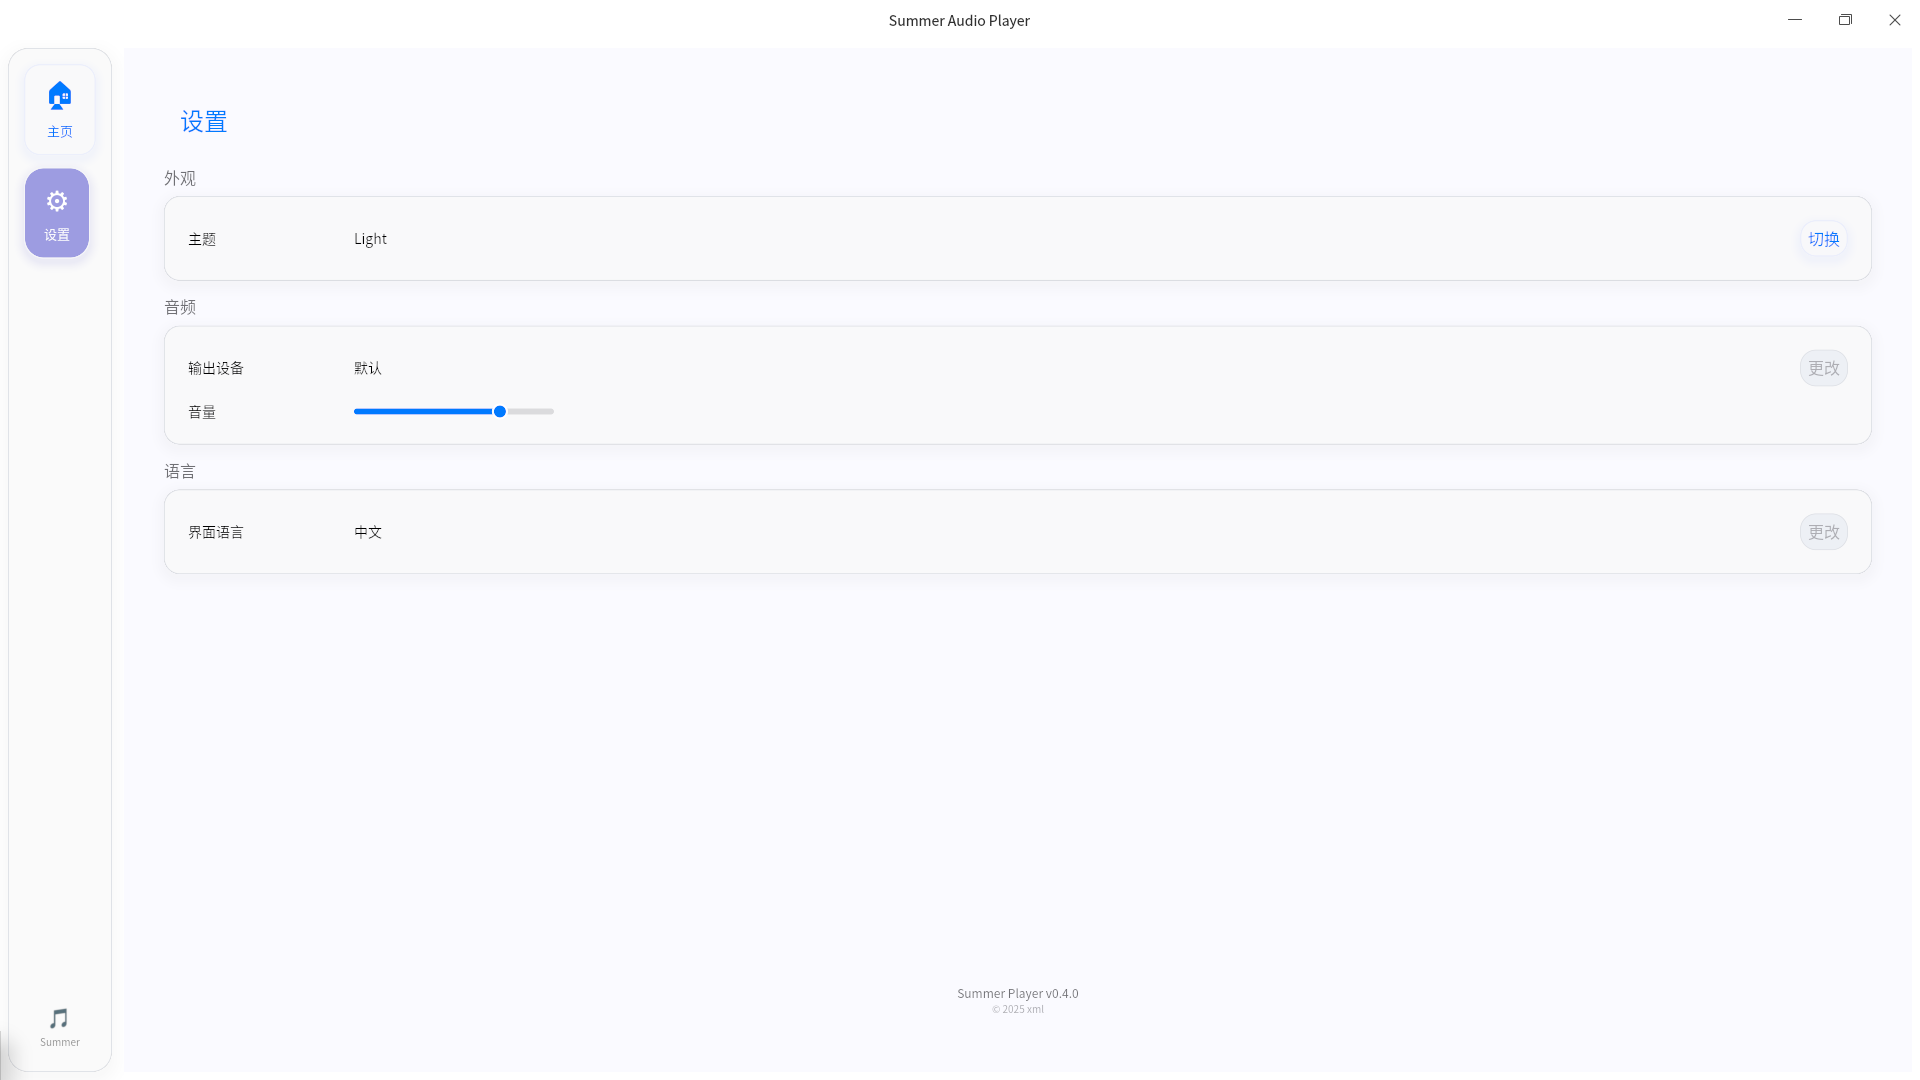 Summer Audio Player
主页
设置
Summer
设置
外观
主题 Light 切换
音频
输出设备 默认 更改
音量
语言
界面语言 中文 更改
Summer Player v0.4.0
© 2025 xml